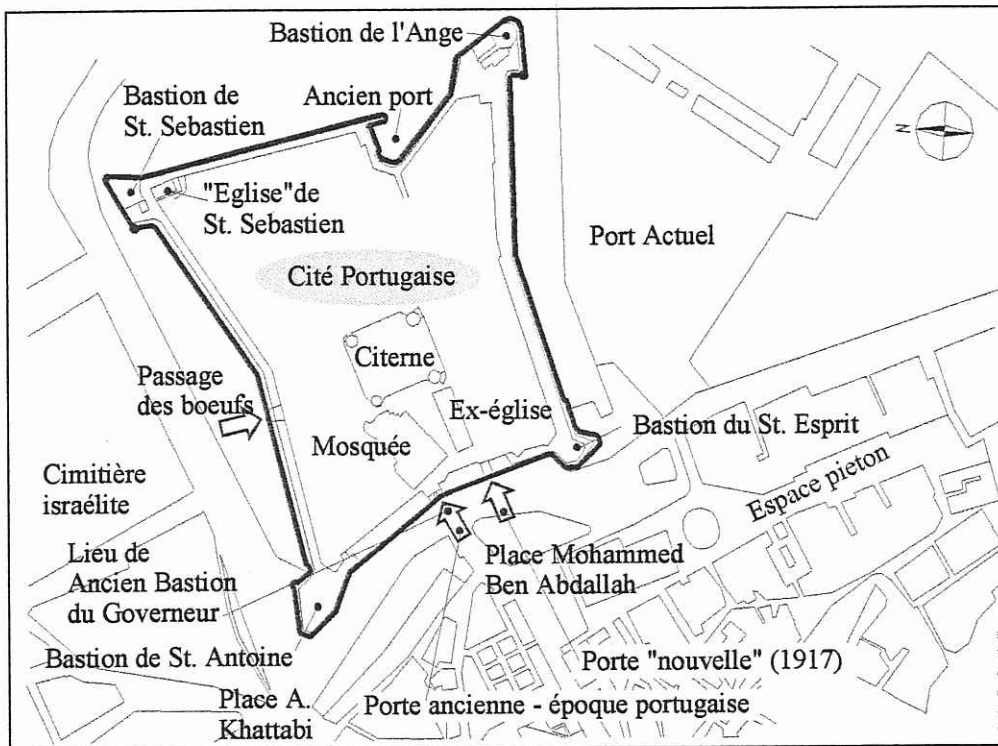 Bastion de l'Ange
Bastion de
St. Sebastien
Ancien port
N
"Eglise"de
St. Sebastien
Port Actuel
Cité Portugaise
Citerne
Passage
des boeufs
Ex-église
Bastion du St. Esprit
Mosquée
Cimitière
israélite
Espace pieton
Lieu de
Ancien Bastion
du Governeur
Place Mohammed
Ben Abdallah
Bastion de St. Antoine
Porte "nouvelle" (1917)
Place A.
Khattabi
Porte ancienne - époque portugaise